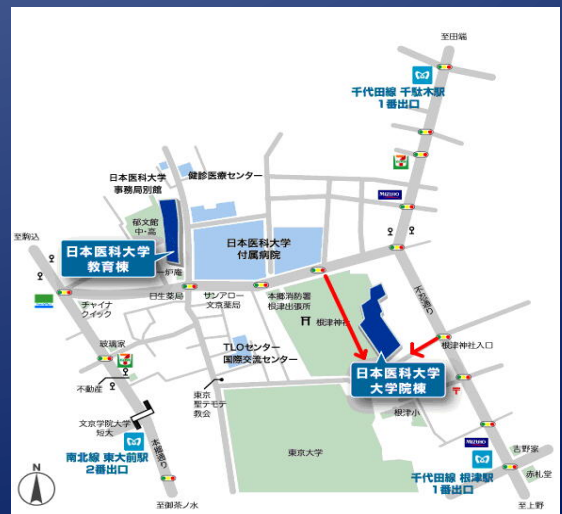 至田端
千代田線 千駄木駅
1番出口
日本医科大学
事務局別館
健診医療センター
MIZUHO
郁文館
中・高
至駒込
日本医科大学
教育棟
日本医科大学
付属病院
一炉庵
日生薬局
サンアロー
文京薬局
本郷消防署
根津出張所
不忍通り
チャイナ
クイック
根津神社
根津神社入口
玻璃家
TLOセンター
国際交流センター
日本医科大学
大学院棟
不動産
東京
聖テモテ
教会
根津小
文京学院大学
短大
本郷通り
東京大学
MIZUHO
吉野家
南北線 東大前駅
2番出口
千代田線 根津駅
1番出口
赤札堂
N
至御茶ノ水
至上野